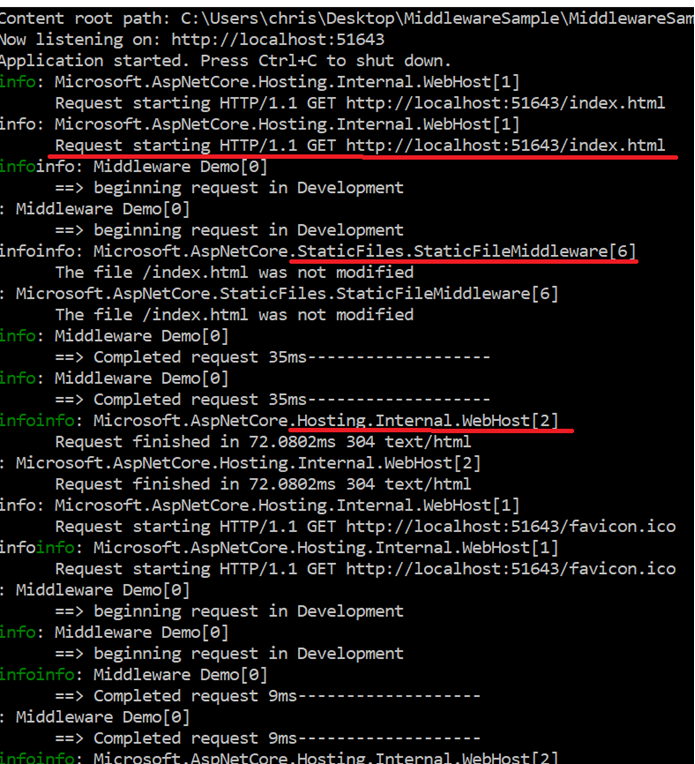 Content root path: C:\Users\chris\Desktop\MiddlewareSample\MiddlewareSam
Now listening on: http://localhost:51643
Application started. Press Ctrl+C to shut down.
info: Microsoft.AspNetCore.Hosting.Internal.WebHost[1]
Request starting HTTP/1.1 GET http://localhost:51643/index.html
info: Microsoft.AspNetCore.Hosting.Internal.WebHost[1]
Request starting HTTP/1.1 GET http://localhost:51643/index.html
infoinfo: Middleware Demo[0]
==> beginning request in Development
: Middleware Demo[0]
==> beginning request in Development
infoinfo: Microsoft.AspNetCore.StaticFiles.StaticFileMiddleware[6]
The file /index.html was not modified
: Microsoft.AspNetCore.StaticFiles.StaticFileMiddleware[6]
The file /index.html was not modified
info: Middleware Demo[0]
==> Completed request 35ms-------------------
info: Middleware Demo[0]
==> Completed request 35ms-------------------
infoinfo: Microsoft.AspNetCore.Hosting.Internal.WebHost[2]
Request finished in 72.0802ms 304 text/html
: Microsoft.AspNetCore.Hosting.Internal.WebHost[2]
Request finished in 72.0802ms 304 text/html
info: Microsoft.AspNetCore.Hosting.Internal.WebHost[1]
Request starting HTTP/1.1 GET http://localhost:51643/favicon.ico
infoinfo: Microsoft.AspNetCore.Hosting.Internal.WebHost[1]
Request starting HTTP/1.1 GET http://localhost:51643/favicon.ico
: Middleware Demo[0]
==> beginning request in Development
info: Middleware Demo[0]
==> beginning request in Development
infoinfo: Middleware Demo[0]
==> Completed request 9ms-------------------
: Middleware Demo[0]
==> Completed request 9ms-------------------
infoinfo: Microsoft.AspNetCore.Hosting.Internal.WebHost[2]